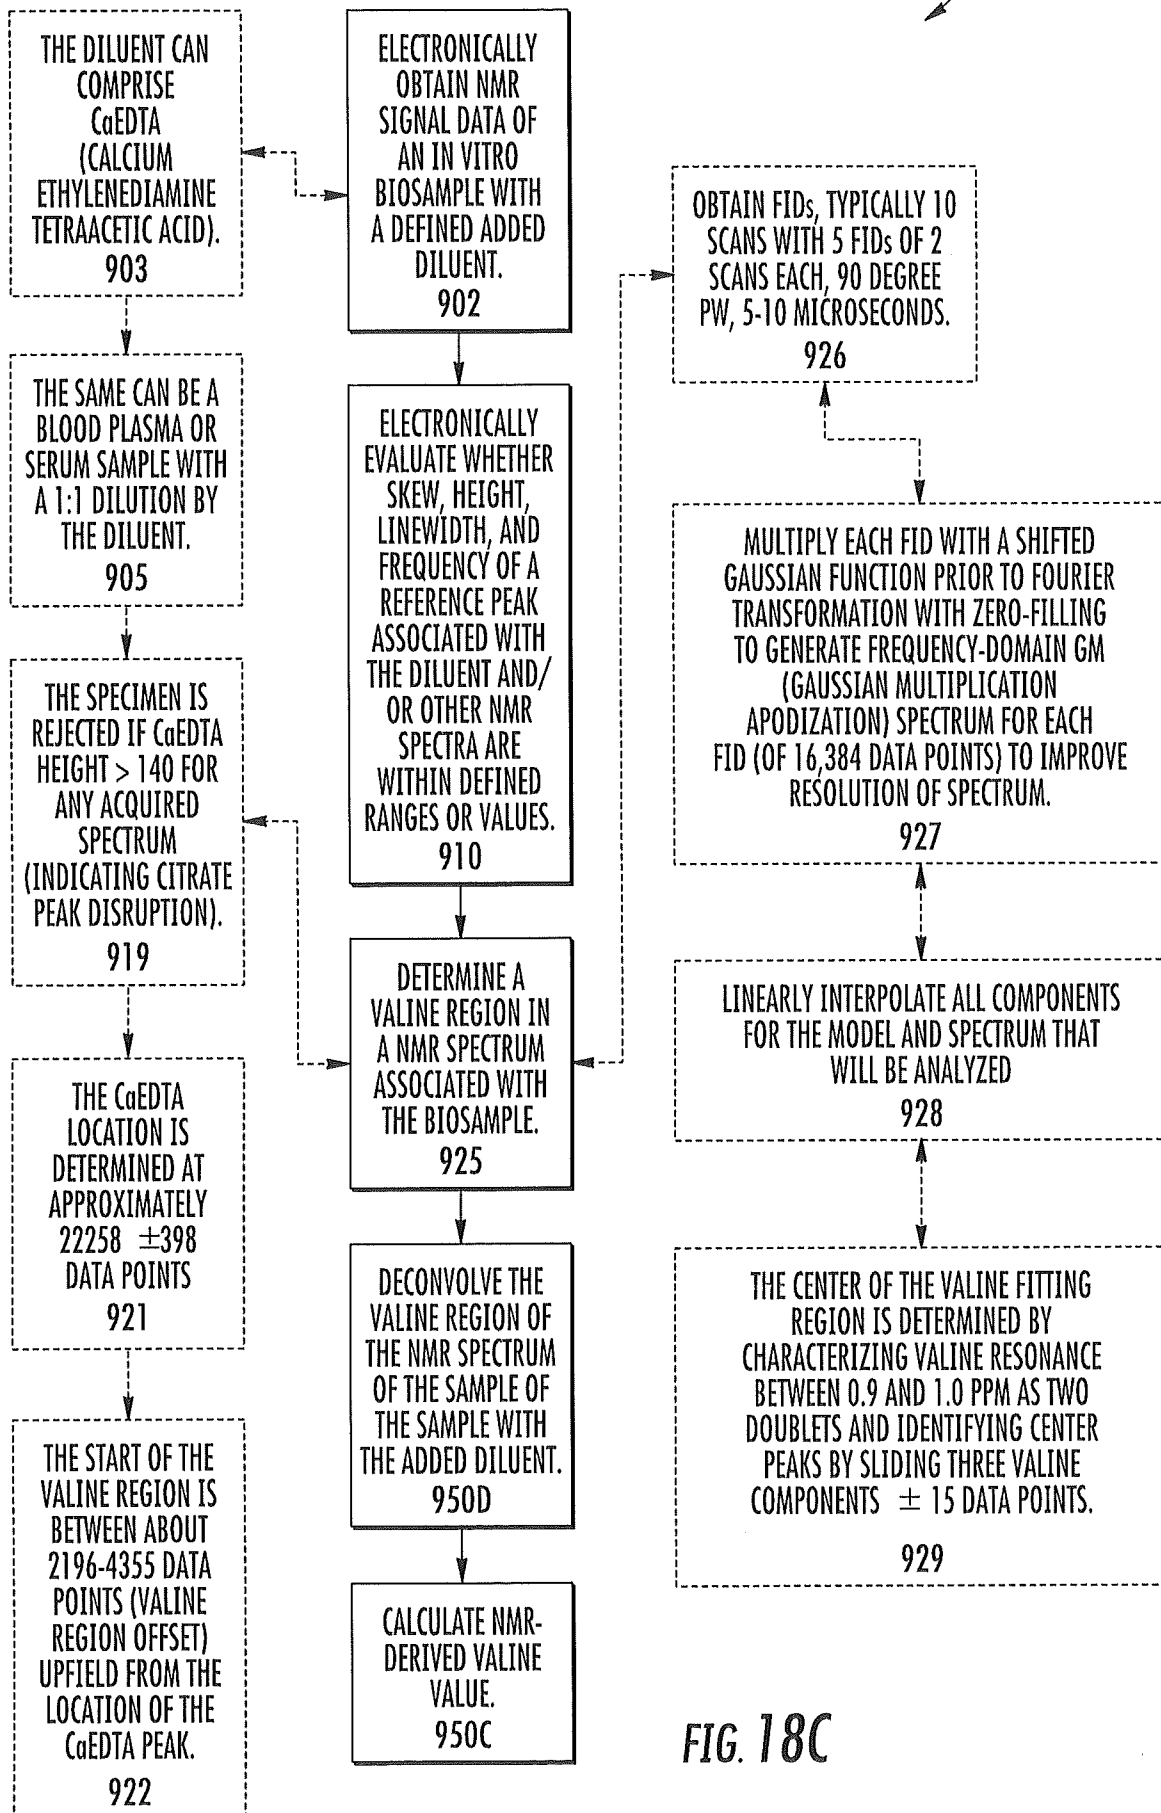 THE DILUENT CAN
COMPRISE
CaEDTA
(CALCIUM
ETHYLENEDIAMINE
TETRAACETIC ACID).
903
THE SAME CAN BE A
BLOOD PLASMA OR
SERUM SAMPLE WITH
A 1:1 DILUTION BY
THE DILUENT.
905
THE SPECIMEN IS
REJECTED IF CaEDTA
HEIGHT > 140 FOR
ANY ACQUIRED
SPECTRUM
(INDICATING CITRATE
PEAK DISRUPTION).
919
THE CaEDTA
LOCATION IS
DETERMINED AT
APPROXIMATELY
22258 ±398
DATA POINTS
921
THE START OF THE
VALINE REGION IS
BETWEEN ABOUT
2196-4355 DATA
POINTS (VALINE
REGION OFFSET)
UPFIELD FROM THE
LOCATION OF THE
CaEDTA PEAK.
922
ELECTRONICALLY
OBTAIN NMR
SIGNAL DATA OF
AN IN VITRO
BIOSAMPLE WITH
A DEFINED ADDED
DILUENT.
902
ELECTRONICALLY
EVALUATE WHETHER
SKEW, HEIGHT,
LINEWIDTH, AND
FREQUENCY OF A
REFERENCE PEAK
ASSOCIATED WITH
THE DILUENT AND/
OR OTHER NMR
SPECTRA ARE
WITHIN DEFINED
RANGES OR VALUES.
910
DETERMINE A
VALINE REGION IN
A NMR SPECTRUM
ASSOCIATED WITH
THE BIOSAMPLE.
925
DECONVOLVE THE
VALINE REGION OF
THE NMR SPECTRUM
OF THE SAMPLE OF
THE SAMPLE WITH
THE ADDED DILUENT.
950D
CALCULATE NMR-
DERIVED VALINE
VALUE.
950C
OBTAIN FIDs, TYPICALLY 10
SCANS WITH 5 FIDs OF 2
SCANS EACH, 90 DEGREE
PW, 5-10 MICROSECONDS.
926
MULTIPLY EACH FID WITH A SHIFTED
GAUSSIAN FUNCTION PRIOR TO FOURIER
TRANSFORMATION WITH ZERO-FILLING
TO GENERATE FREQUENCY-DOMAIN GM
(GAUSSIAN MULTIPLICATION
APODIZATION) SPECTRUM FOR EACH
FID (OF 16,384 DATA POINTS) TO IMPROVE
RESOLUTION OF SPECTRUM.
927
LINEARLY INTERPOLATE ALL COMPONENTS
FOR THE MODEL AND SPECTRUM THAT
WILL BE ANALYZED
928
THE CENTER OF THE VALINE FITTING
REGION IS DETERMINED BY
CHARACTERIZING VALINE RESONANCE
BETWEEN 0.9 AND 1.0 PPM AS TWO
DOUBLETS AND IDENTIFYING CENTER
PEAKS BY SLIDING THREE VALINE
COMPONENTS ± 15 DATA POINTS.
929
FIG. 18C